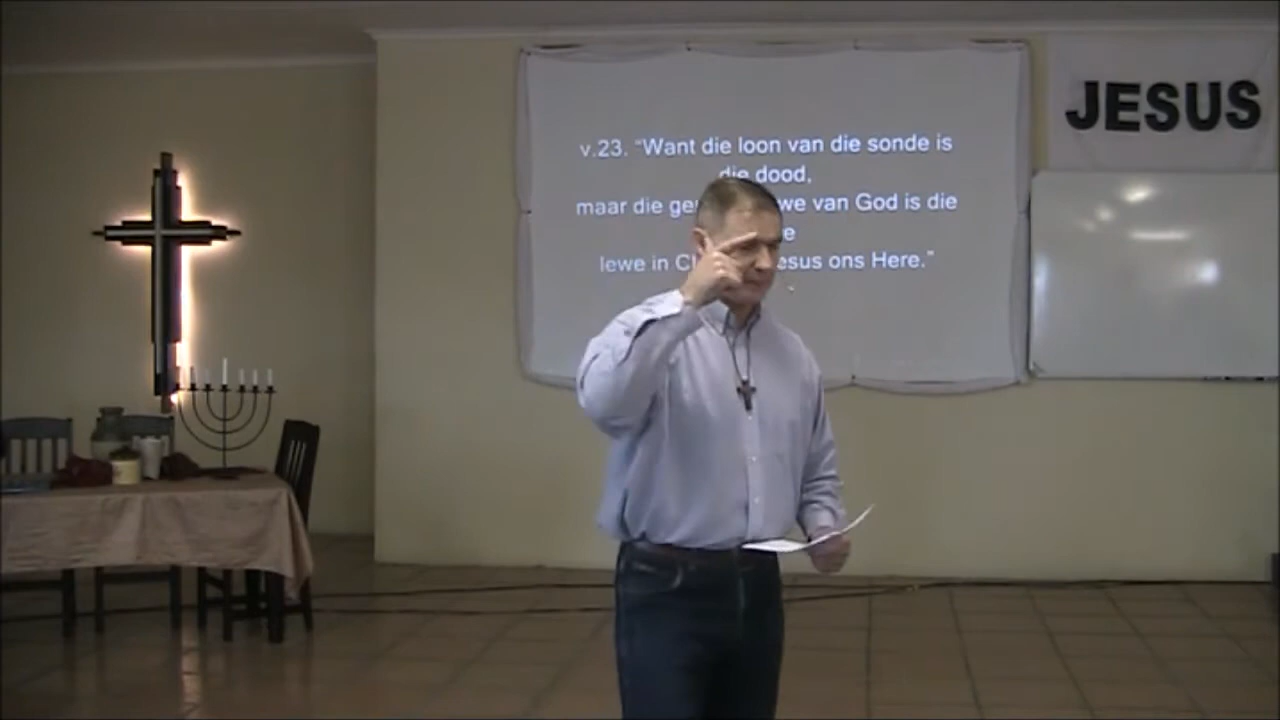 JESUS
v.23. "Want die loon van die sonde is
die dood,
maar die van God is die
lewe in ons Here."